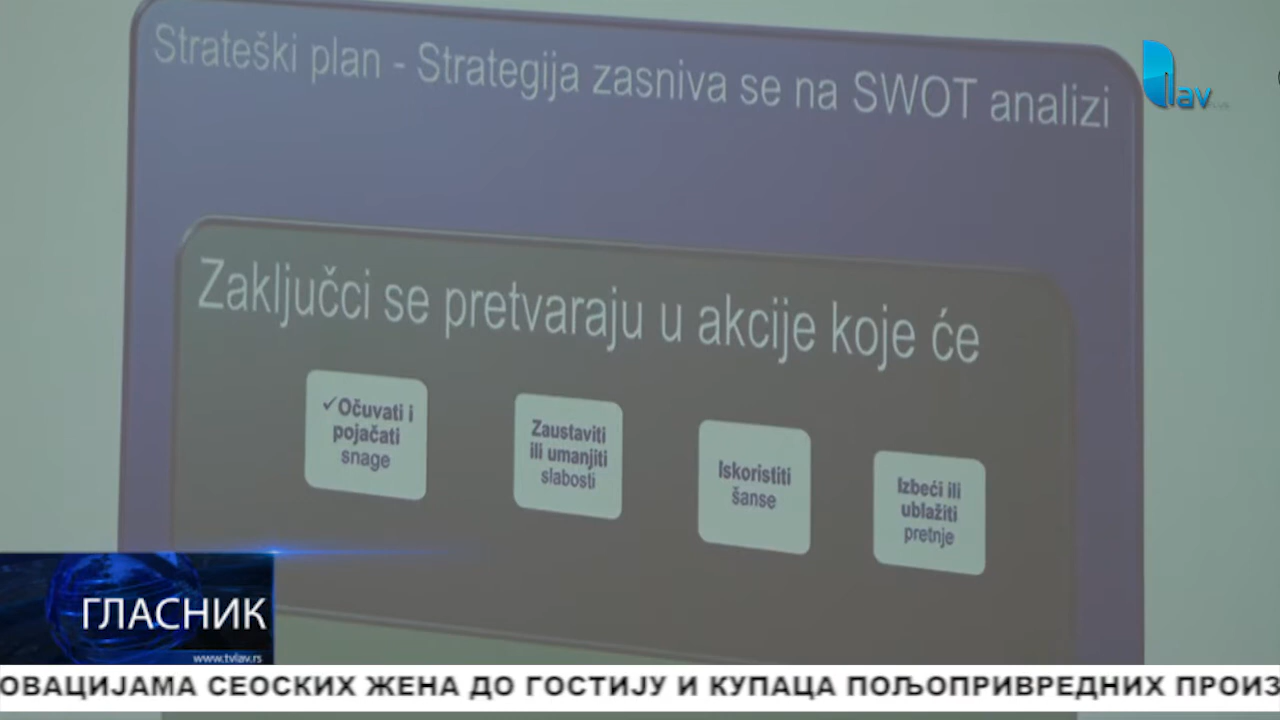 Strateški plan - Strategija zasniva se na SWOT analizi
lav
Zaključci se pretvaraju u akcije koje će
✓Očuvati i
pojačati
snage
Zaustaviti
ili umanjiti
slabosti
Iskoristiti
šanse
Izbeći ili
ublažiti
pretnje
ГЛАСНИК
www.tvlav.rs
ОВАЦИЈАМА СЕОСКИХ ЖЕНА ДО ГОСТИЈУ И КУПАЦА ПОЉОПРИВРЕДНИХ ПРОИЗ